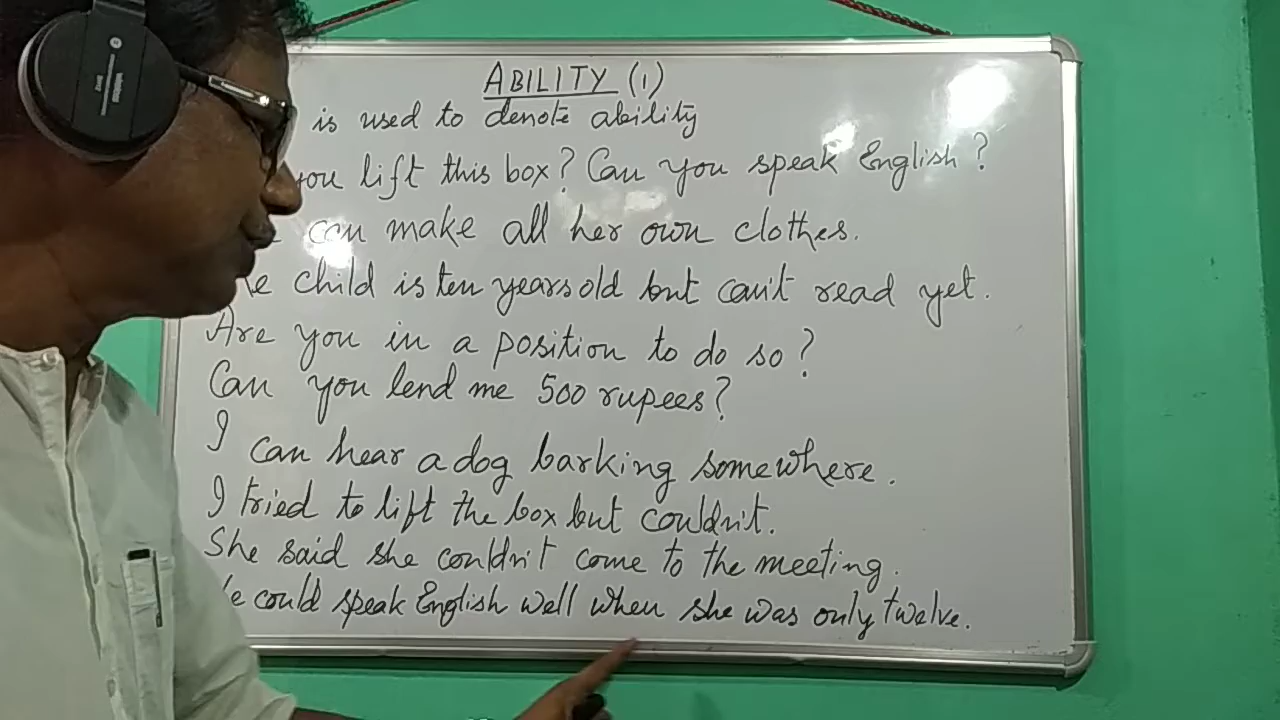 ABILITY (1)
is used to denote ability
you lift this box? Can you speak English?
can make all her own clothes.
child is ten years old but can't read yet.
Are you in a position to do so?
Can you lend me 500 rupees?
I can hear a dog barking somewhere.
I tried to lift the box but couldn't.
She said she couldn't come to the meeting.
could speak English well when she was only twelve.